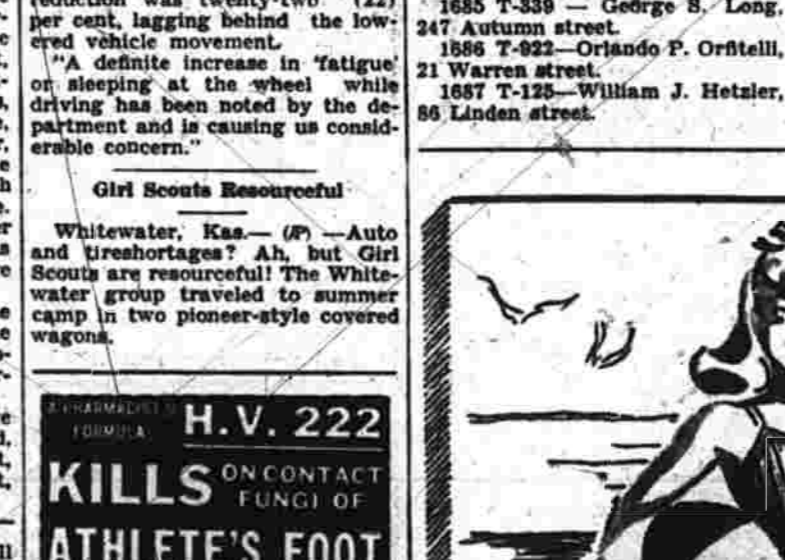 reduction was twenty-two (22)
per cent, lagging behind the low-
ered vehicle movement.
"A definite increase in 'fatigue'
or sleeping at the wheel while
driving has been noted by the de-
partment and is causing us consid-
erable concern."
Girl Scouts Resourceful
Whitewater, Kas.— (AP) —Auto
and tireshortages? Ah, but Girl
Scouts are resourceful! The White-
water group traveled to summer
camp in two pioneer-style covered
wagons.
A PHARMACIST'S
FORMULA
H.V. 222
KILLS ON CONTACT
FUNGI OF
ATHLETE'S FOOT
1685 T-339 — George S. Long,
247 Autumn street.
1686 T-922—Orlando P. Orfitelli,
21 Warren street.
1687 T-125—William J. Hetzler,
86 Linden street.